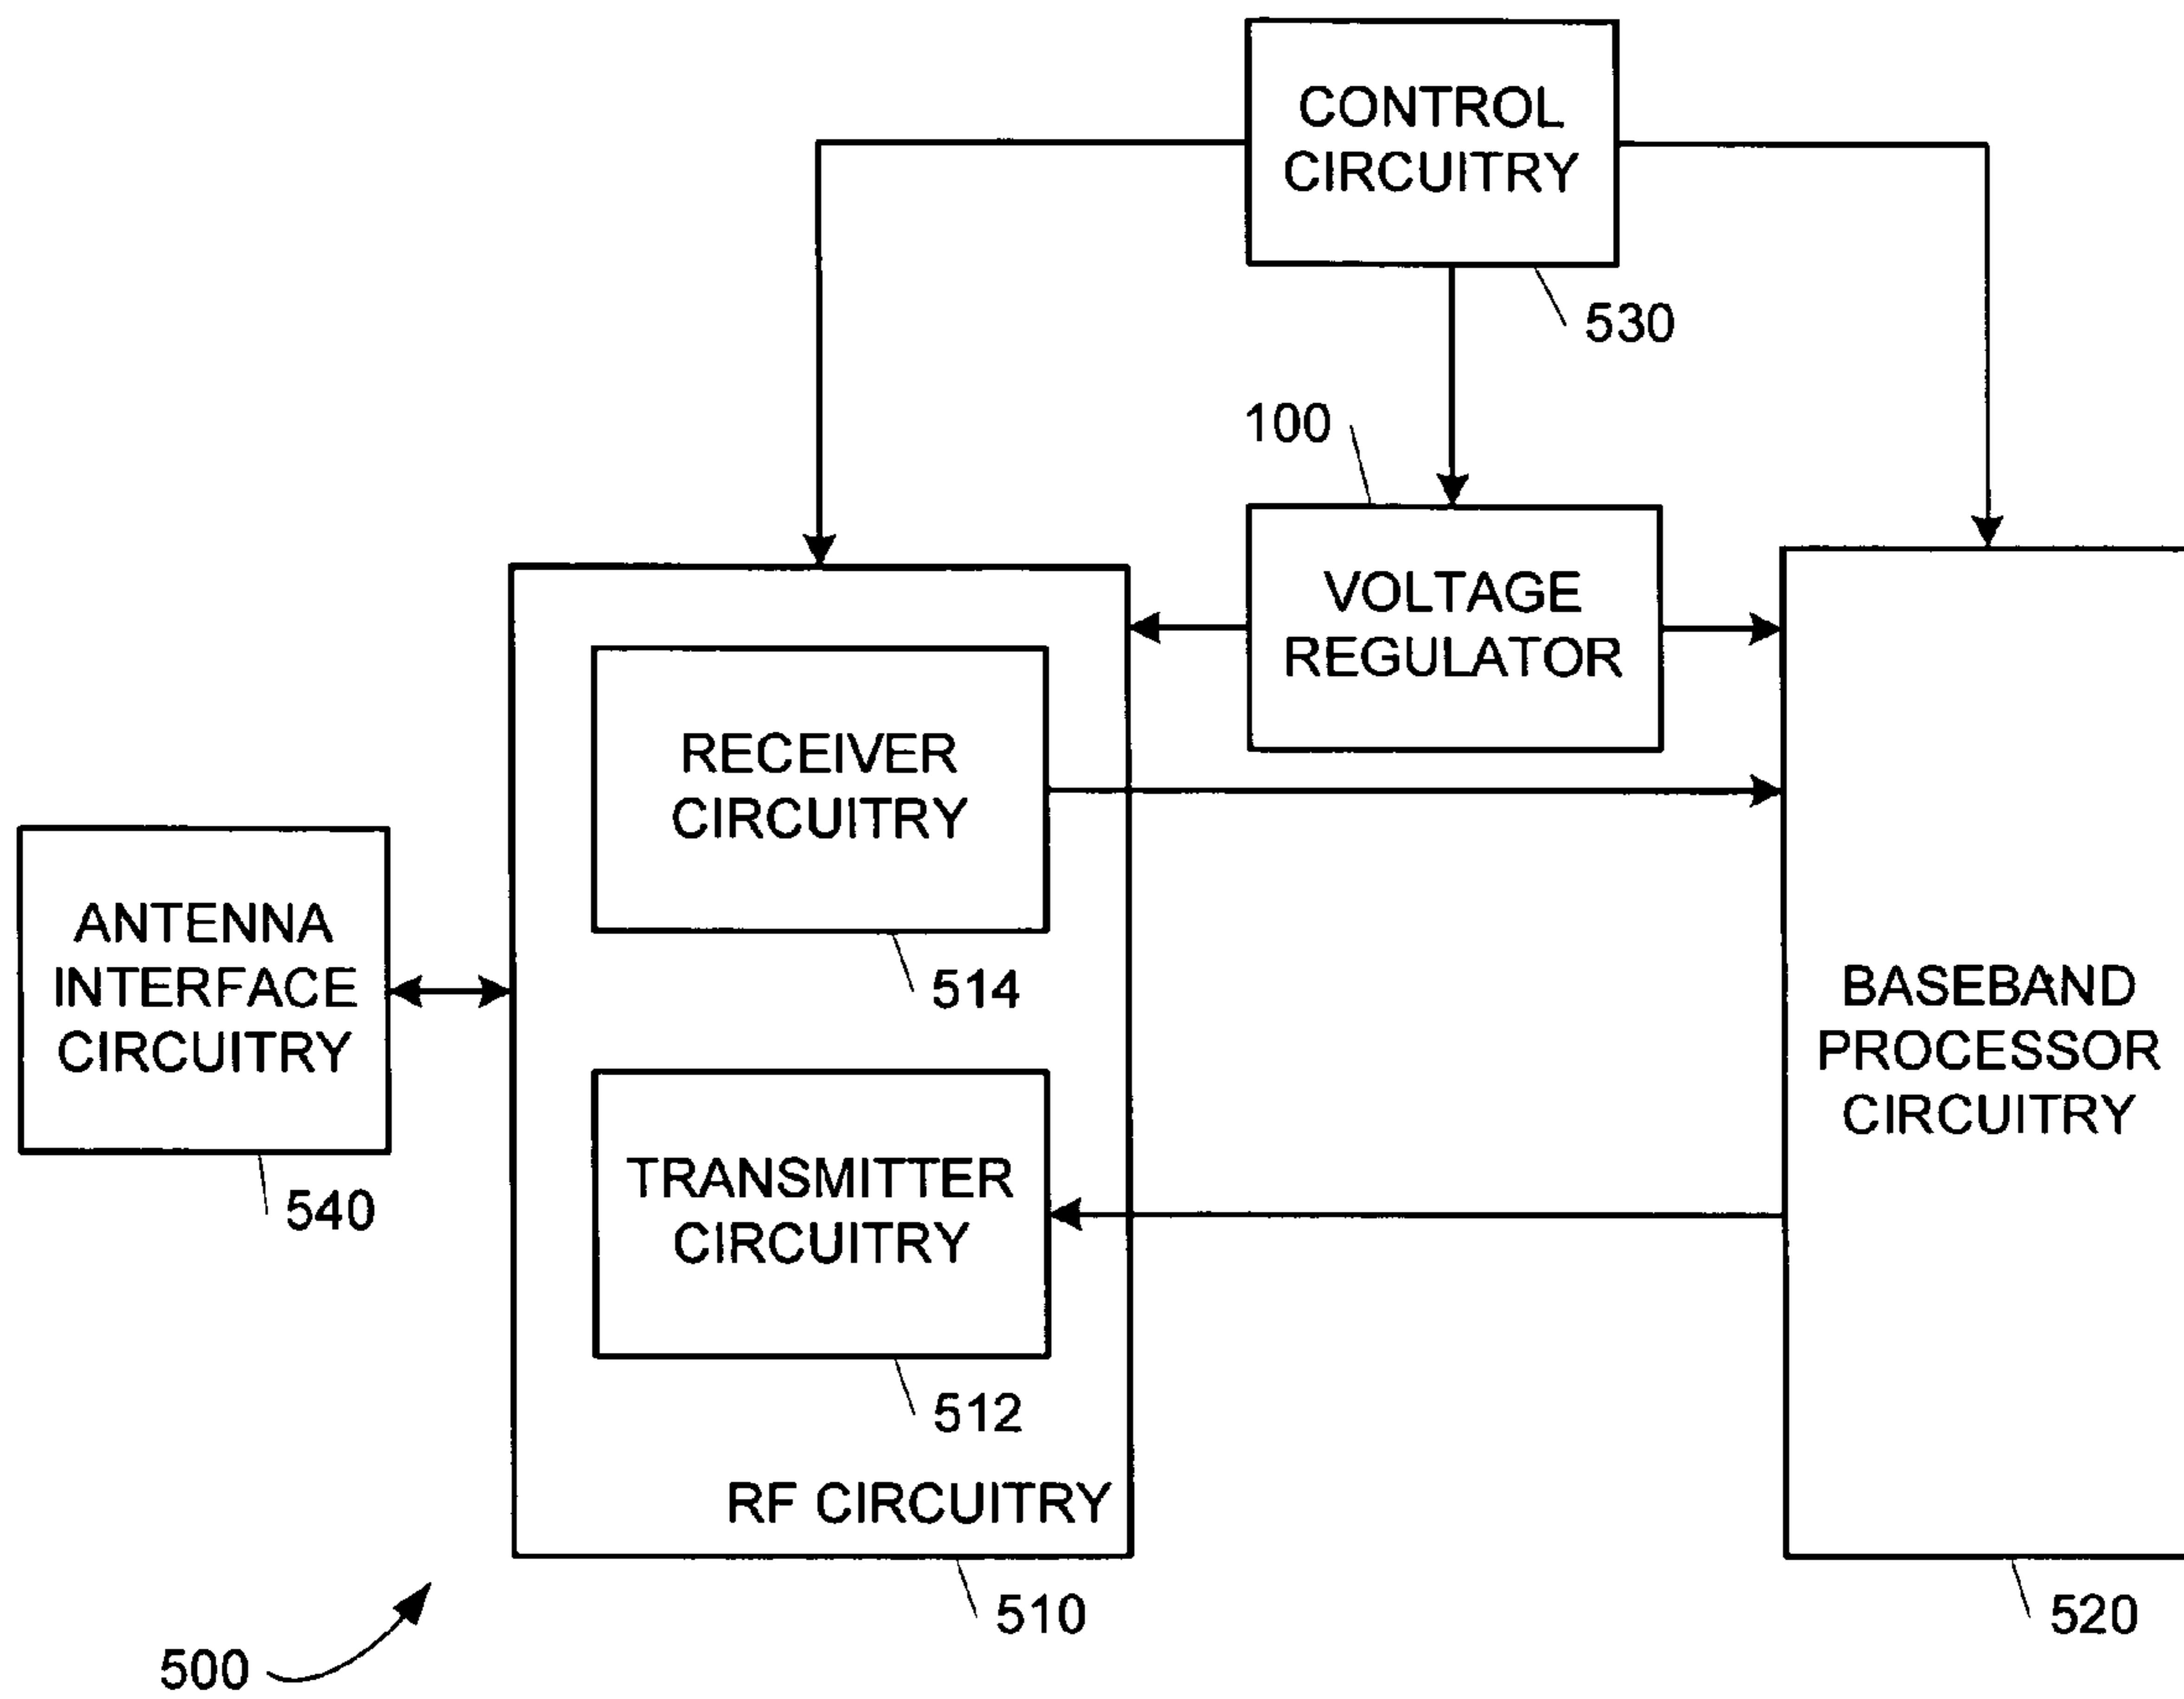 CONTROL
CIRCUITRY
530
100
VOLTAGE
REGULATOR
RECEIVER
CIRCUITRY
514
ANTENNA
INTERFACE
CIRCUITRY
540
TRANSMITTER
CIRCUITRY
512
RF CIRCUITRY
510
BASEBAND
PROCESSOR
CIRCUITRY
520
500